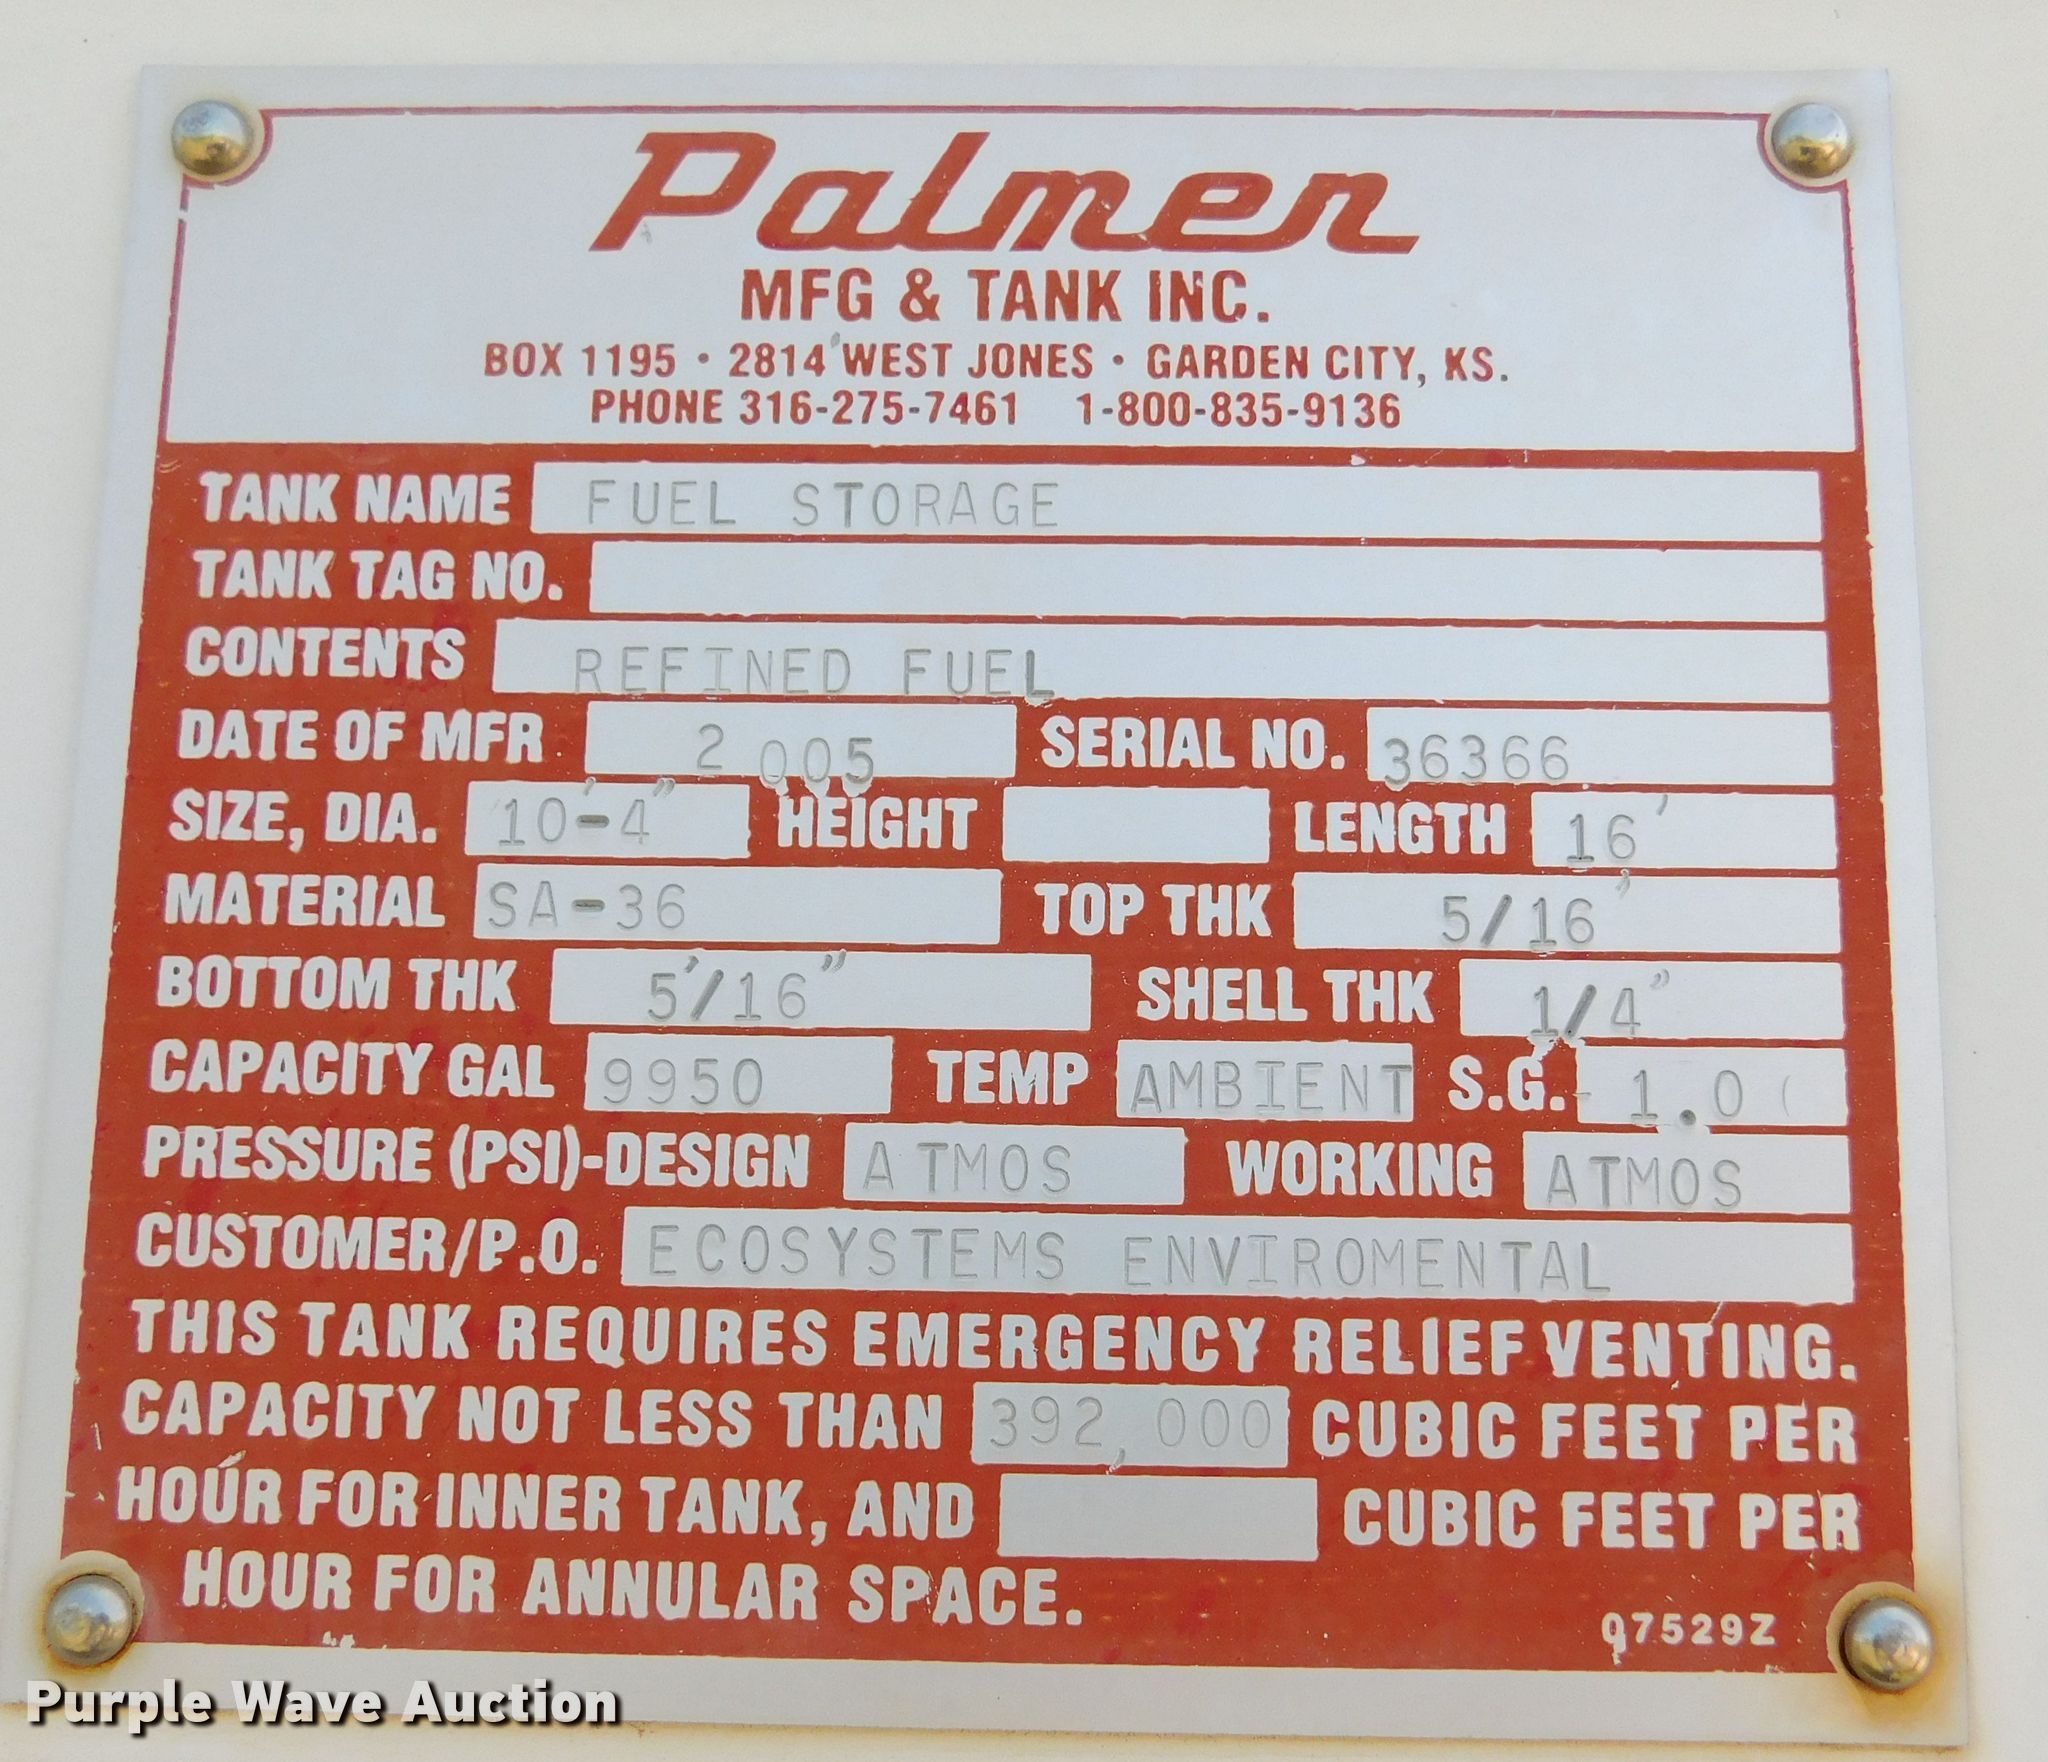 Palmer
MFG & TANK INC.
BOX 1195 • 2814 WEST JONES • GARDEN CITY, KS.
PHONE 316-275-7461 1-800-835-9136
TANK NAME FUEL STORAGE
TANK TAG NO.
CONTENTS REFINED FUEL
DATE OF MFR 2005 SERIAL NO. 36366
SIZE, DIA. 10'-4" HEIGHT LENGTH 16'
MATERIAL SA-36 TOP THK 5/16"
BOTTOM THK 5/16" SHELL THK 1/4"
CAPACITY GAL 9950 TEMP AMBIENT S.G. 1.0
PRESSURE (PSI)-DESIGN ATMOS WORKING ATMOS
CUSTOMER/P.O. ECOSYSTEMS ENVIROMENTAL
THIS TANK REQUIRES EMERGENCY RELIEF VENTING.
CAPACITY NOT LESS THAN 392,000 CUBIC FEET PER
HOUR FOR INNER TANK, AND CUBIC FEET PER
HOUR FOR ANNULAR SPACE.
Q7529Z
Purple Wave Auction